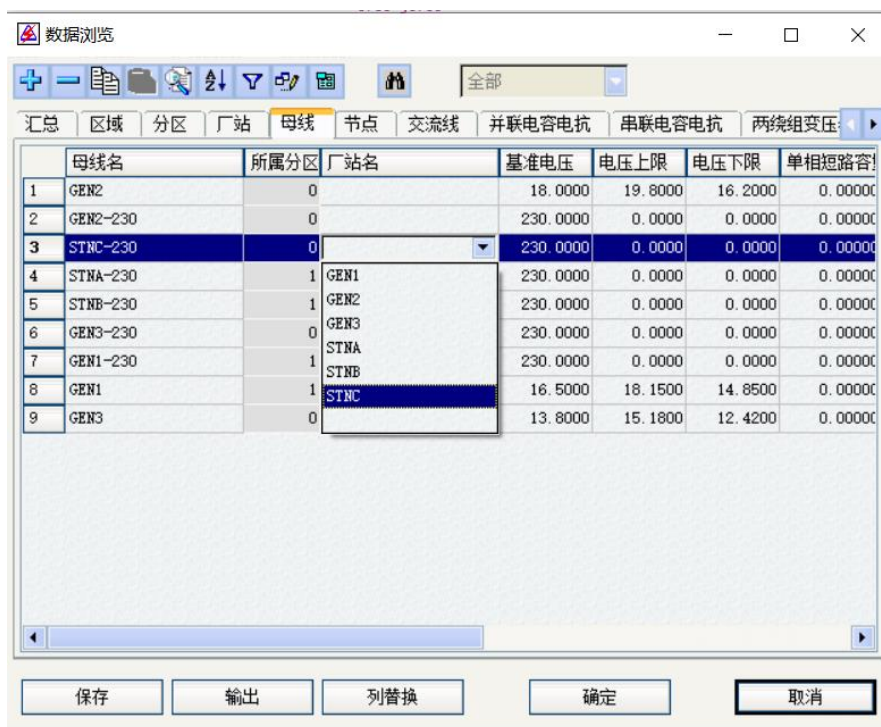 数据浏览
全部
汇总 区域 分区 厂站 母线 节点 交流线 并联电容电抗 串联电容电抗 两绕组变压
母线名 所属分区 厂站名 基准电压 电压上限 电压下限 单相短路容
1 GEN2 0 18.0000 19.8000 16.2000 0.0000
2 GEN2-230 0 230.0000 0.0000 0.0000 0.0000
3 STNC-230 0 230.0000 0.0000 0.0000 0.0000
4 STNA-230 1 GEN1 230.0000 0.0000 0.0000 0.0000
5 STNB-230 1 GEN2 230.0000 0.0000 0.0000 0.0000
6 GEN3-230 0 GEN3 230.0000 0.0000 0.0000 0.0000
7 GEN1-230 1 STNA 230.0000 0.0000 0.0000 0.0000
STNB
8 GEN1 1 STNC 16.5000 18.1500 14.8500 0.0000
9 GEN3 0 13.8000 15.1800 12.4200 0.0000
保存 输出 列替换 确定 取消